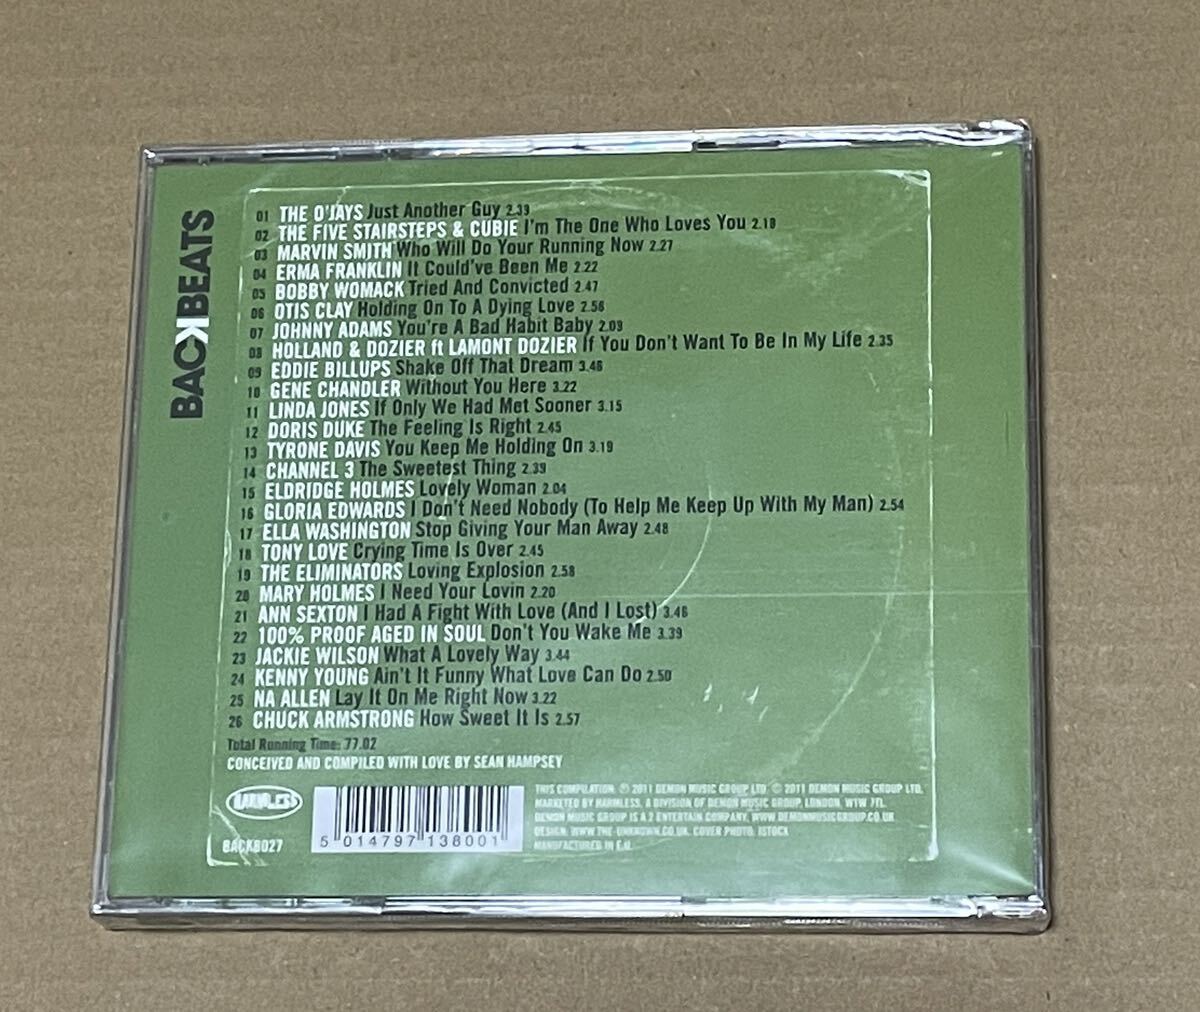 BACKBEATS
01 THE O'JAYS Just Another Guy 2.39
02 THE FIVE STAIRSTEPS & CUBIE I'm The One Who Loves You 2.18
03 MARVIN SMITH Who Will Do Your Running Now 2.27
04 ERMA FRANKLIN It Could've Been Me 2.22
05 BOBBY WOMACK Tried And Convicted 2.47
06 OTIS CLAY Holding On To A Dying Love 2.56
07 JOHNNY ADAMS You're A Bad Habit Baby 2.09
08 HOLLAND & DOZIER ft LAMONT DOZIER If You Don't Want To Be In My Life 2.35
09 EDDIE BILLUPS Shake Off That Dream 3.46
10 GENE CHANDLER Without You Here 3.22
11 LINDA JONES If Only We Had Met Sooner 3.15
12 DORIS DUKE The Feeling Is Right 2.45
13 TYRONE DAVIS You Keep Me Holding On 3.19
14 CHANNEL 3 The Sweetest Thing 2.39
15 ELDRIDGE HOLMES Lovely Woman 2.04
16 GLORIA EDWARDS I Don't Need Nobody (To Help Me Keep Up With My Man) 2.54
17 ELLA WASHINGTON Stop Giving Your Man Away 2.48
18 TONY LOVE Crying Time Is Over 2.45
19 THE ELIMINATORS Loving Explosion 2.58
20 MARY HOLMES I Need Your Lovin 2.20
21 ANN SEXTON I Had A Fight With Love (And I Lost) 3.46
22 100% PROOF AGED IN SOUL Don't You Wake Me 3.39
23 JACKIE WILSON What A Lovely Way 3.44
24 KENNY YOUNG Ain't It Funny What Love Can Do 2.50
25 NA ALLEN Lay It On Me Right Now 3.22
26 CHUCK ARMSTRONG How Sweet It Is 2.57
Total Running Time: 77.02
CONCEIVED AND COMPILED WITH LOVE BY SEAN HAMPSEY
HARMLESS
BACKB027
5 014797 138001
THIS COMPILATION ℗ 2011 DEMON MUSIC GROUP LTD. © 2011 DEMON MUSIC GROUP LTD.
MARKETED BY HARMLESS, A DIVISION OF DEMON MUSIC GROUP, LONDON, W1W 7TL.
DEMON MUSIC GROUP IS A 2 ENTERTAIN COMPANY. WWW.DEMONMUSICGROUP.CO.UK
DESIGN: WWW.THE-UNKNOWN.CO.UK. COVER PHOTO: ISTOCK
MANUFACTURED IN E.U.